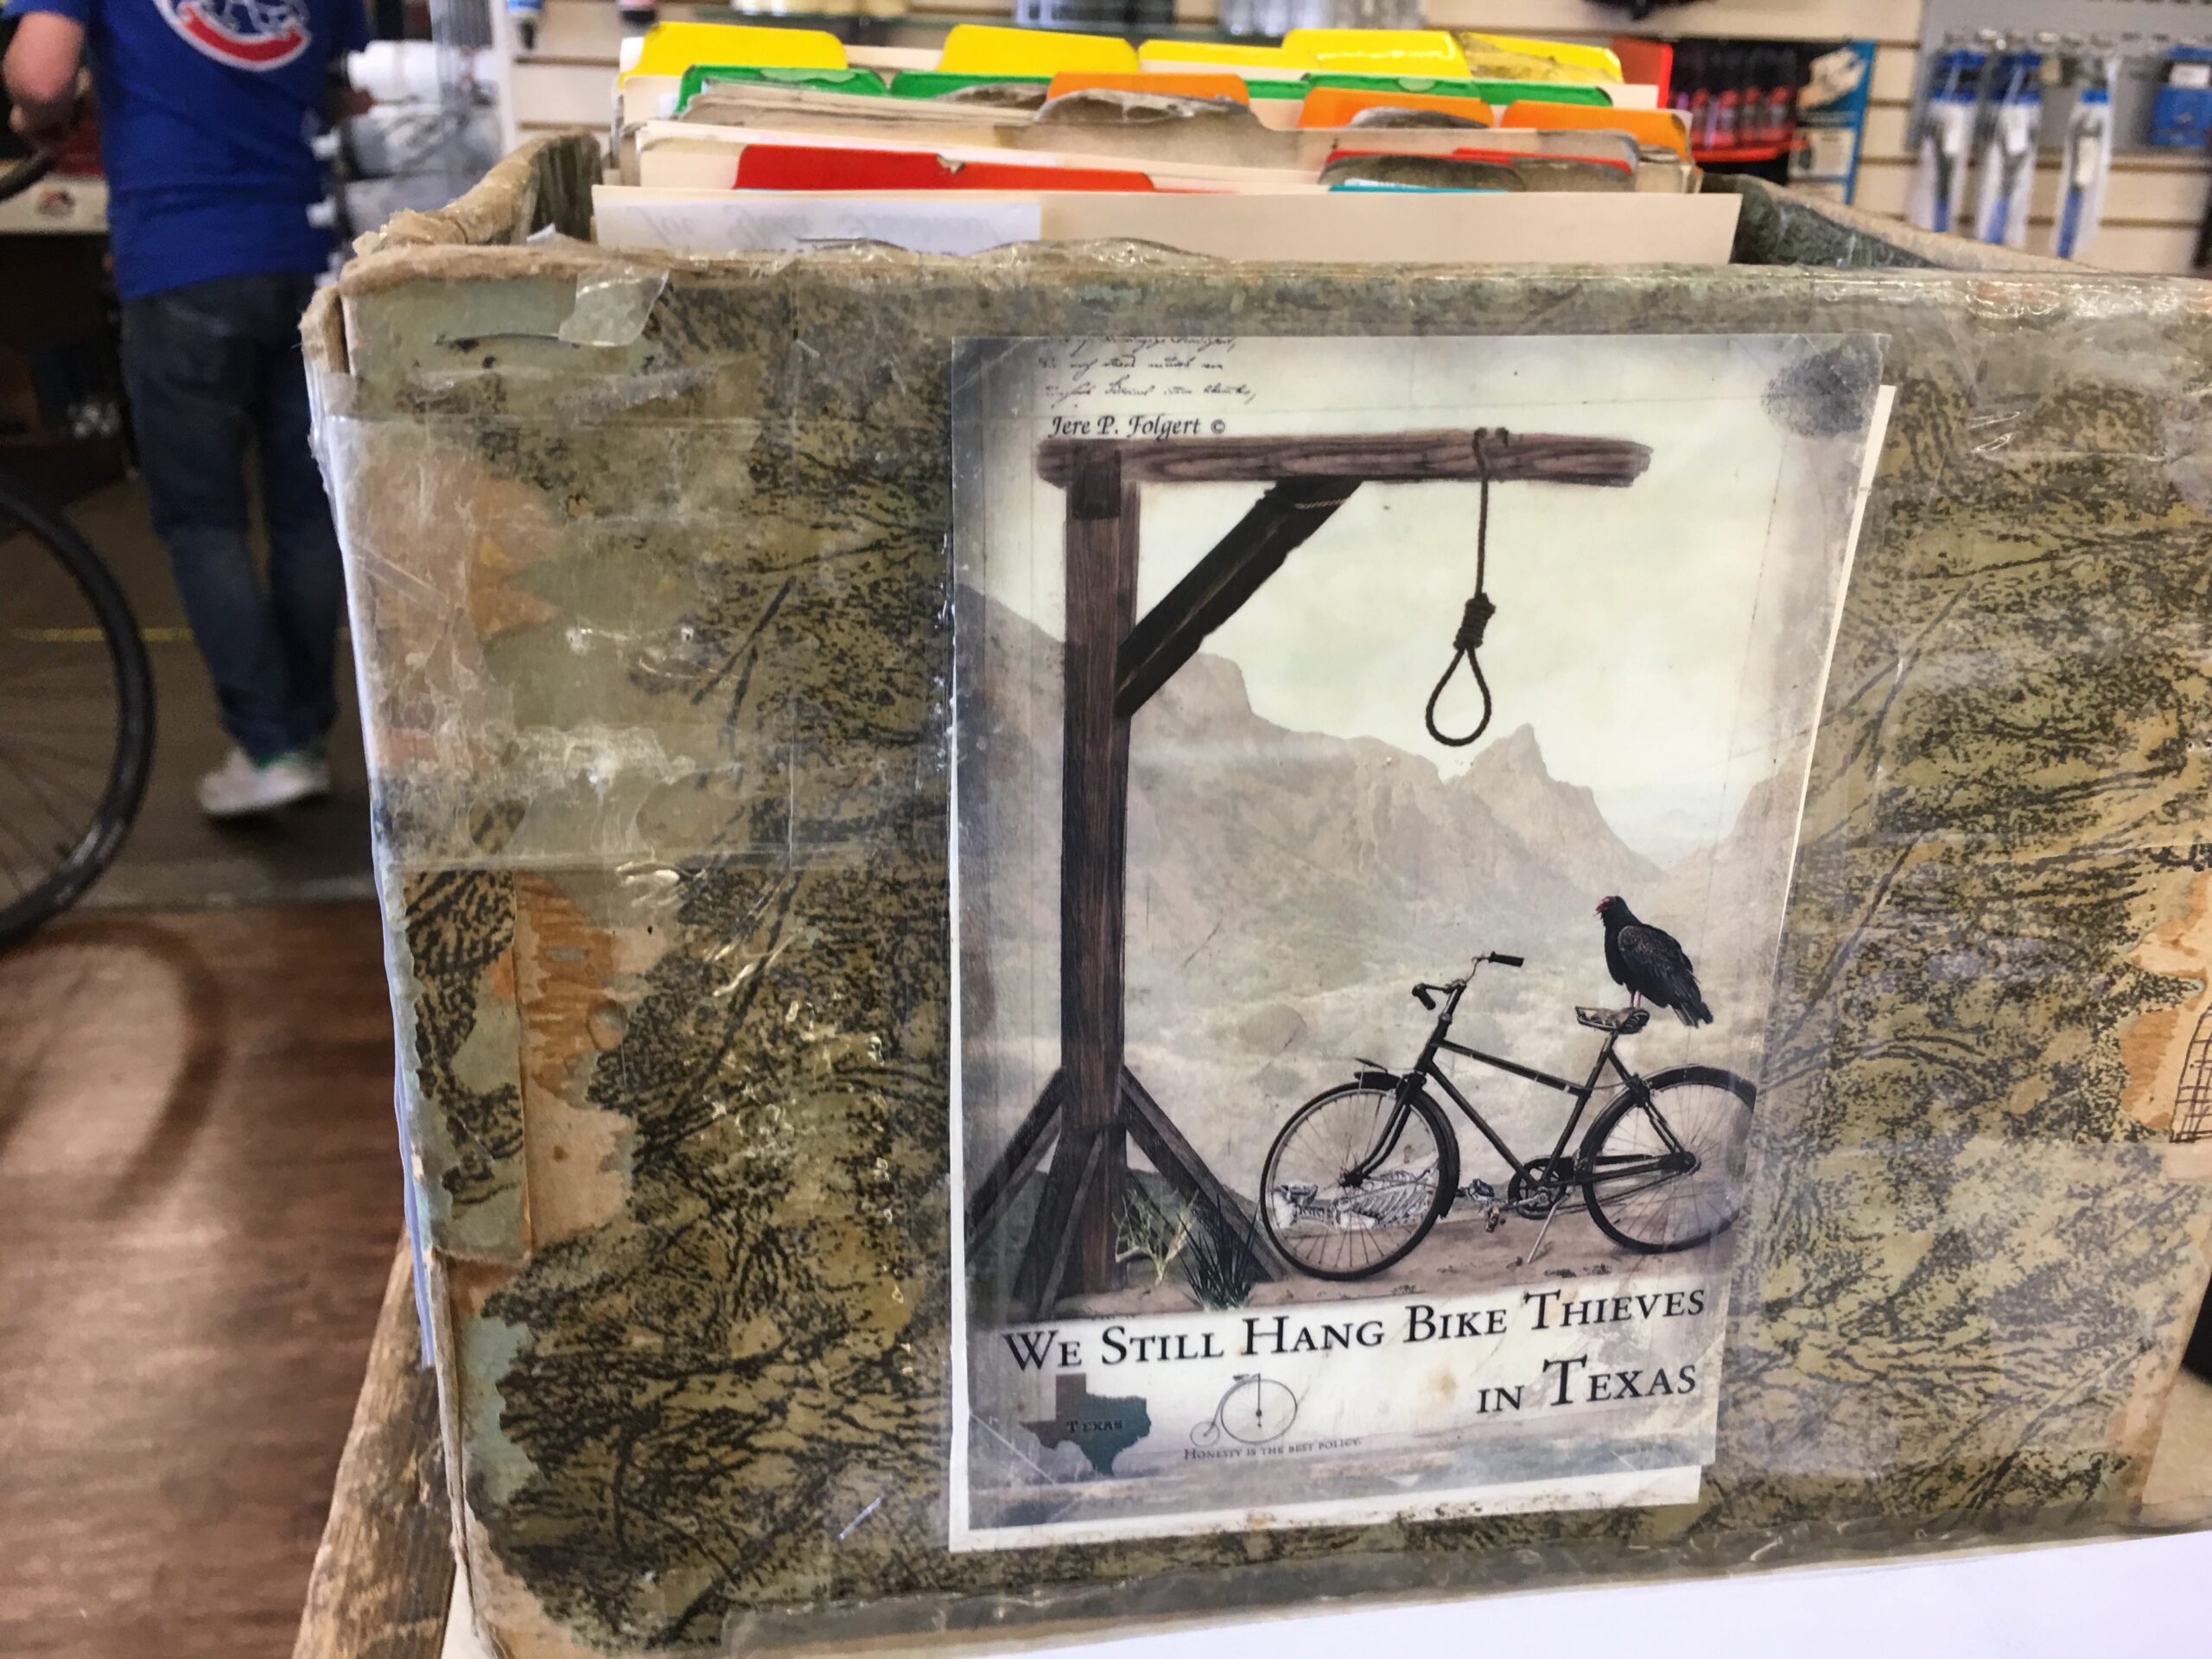 Jere P. Folgert ©
WE STILL HANG BIKE THIEVES
IN TEXAS
TEXAS
HONESTY IS THE BEST POLICY.